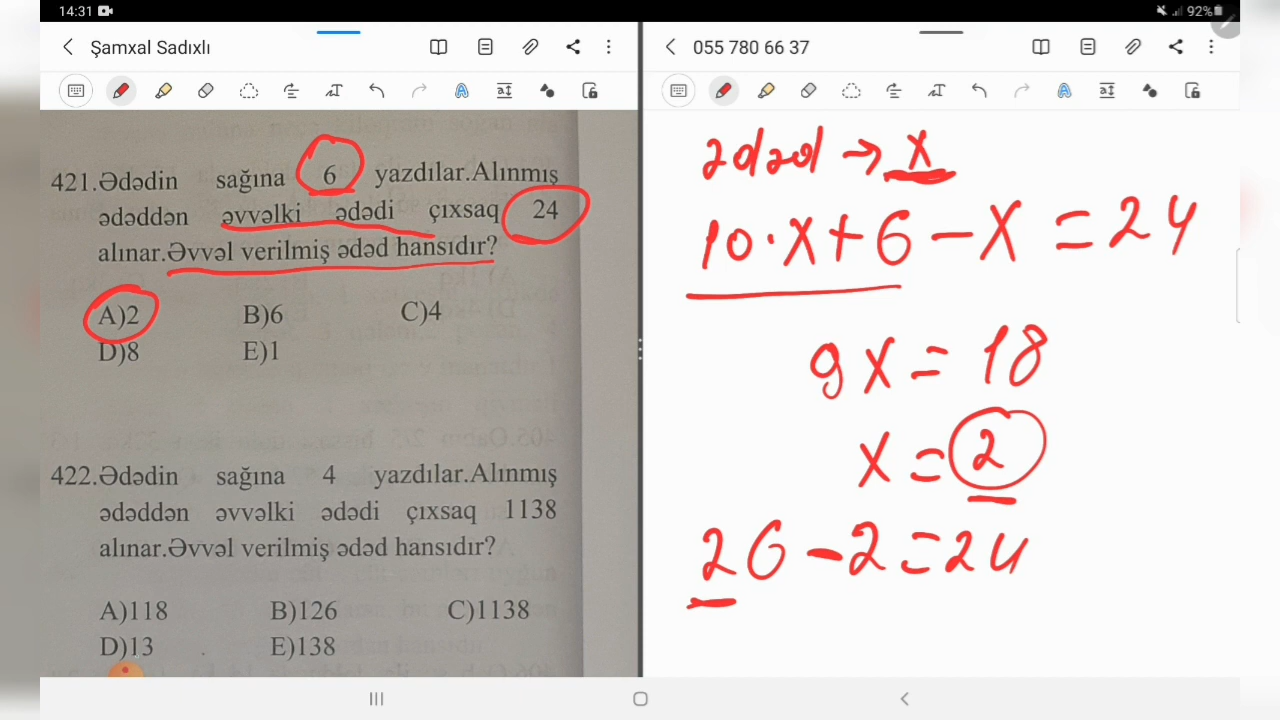 14:31
92%
Şamxal Sadıxlı
421.Ədədin sağına 6 yazdılar.Alınmış
ədəddən əvvəlki ədədi çıxsaq 24
alınar.Əvvəl verilmiş ədəd hansıdır?
A)2 B)6 C)4
D)8 E)1
422.Ədədin sağına 4 yazdılar.Alınmış
ədəddən əvvəlki ədədi çıxsaq 1138
alınar.Əvvəl verilmiş ədəd hansıdır?
A)118 B)126 C)1138
D)13 E)138
055 780 66 37
ədəd → x
10·x+6-x=24
9x=18
x=2
26-2=24